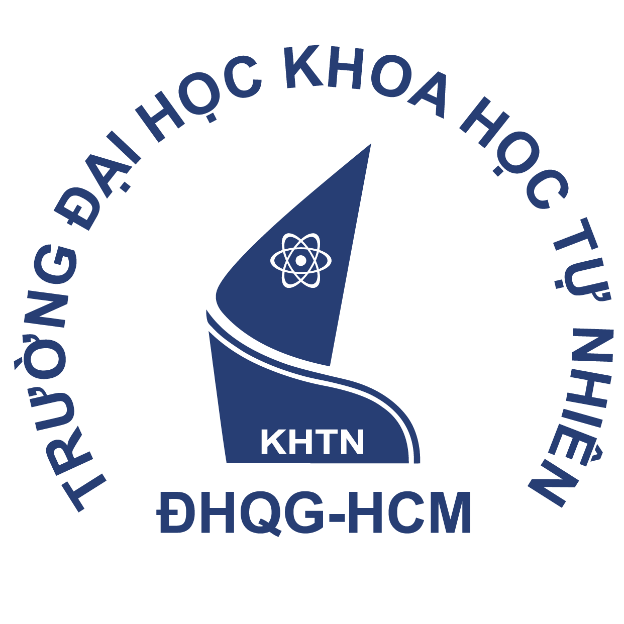 TRƯỜNG ĐẠI HỌC KHOA HỌC TỰ NHIÊN
KHTN
ĐHQG-HCM